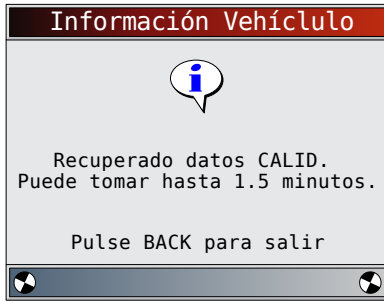 Información Vehíclulo
Recuperado datos CALID.
Puede tomar hasta 1.5 minutos.
Pulse BACK para salir